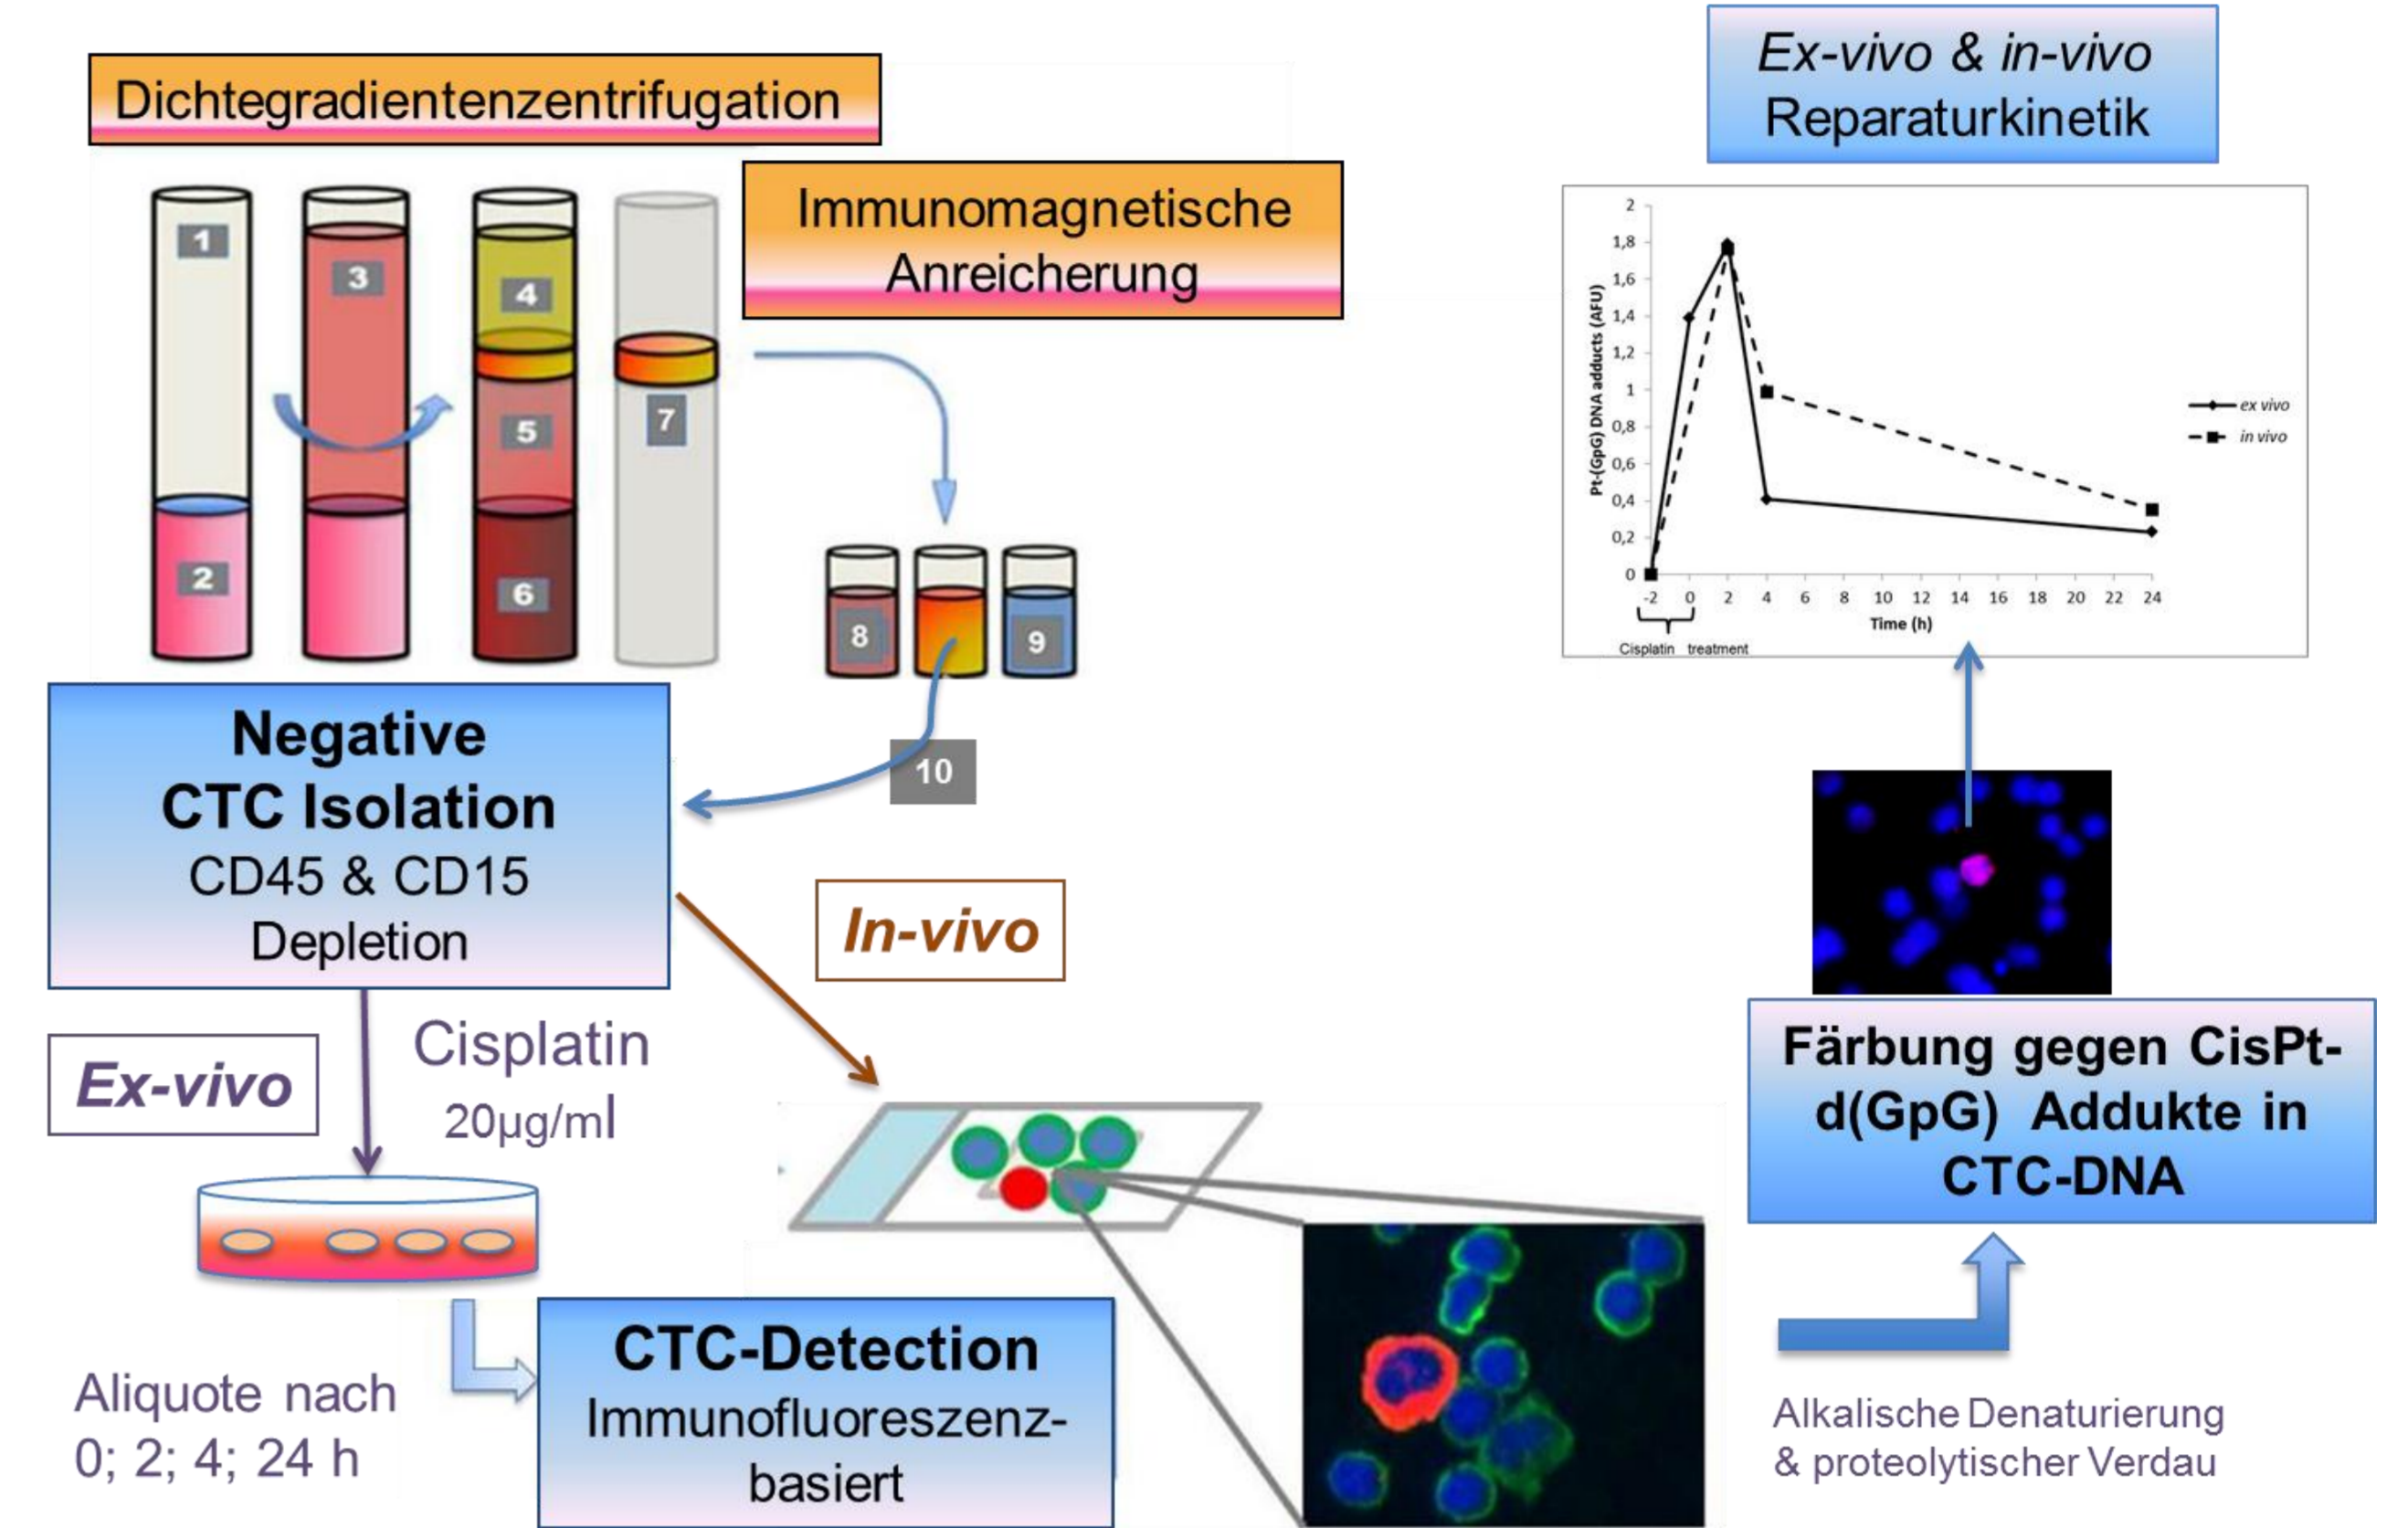 Dichtegradientenzentrifugation
Immunomagnetische
Anreicherung
1
2
3
4
5
6
7
8
9
10
Negative
CTC Isolation
CD45 & CD15
Depletion
In-vivo
Ex-vivo
Cisplatin
20µg/ml
Aliquote nach
0; 2; 4; 24 h
CTC-Detection
Immunofluoreszenz-
basiert
Alkalische Denaturierung
& proteolytischer Verdau
Färbung gegen CisPt-
d(GpG) Addukte in
CTC-DNA
Ex-vivo & in-vivo
Reparaturkinetik
Pt-(GpG) DNA adducts (AFU)
2
1,8
1,6
1,4
1,2
1
0,8
0,6
0,4
0,2
0
-2 0 2 4 6 8 10 12 14 16 18 20 22 24
Time (h)
Cisplatin treatment
ex vivo
in vivo